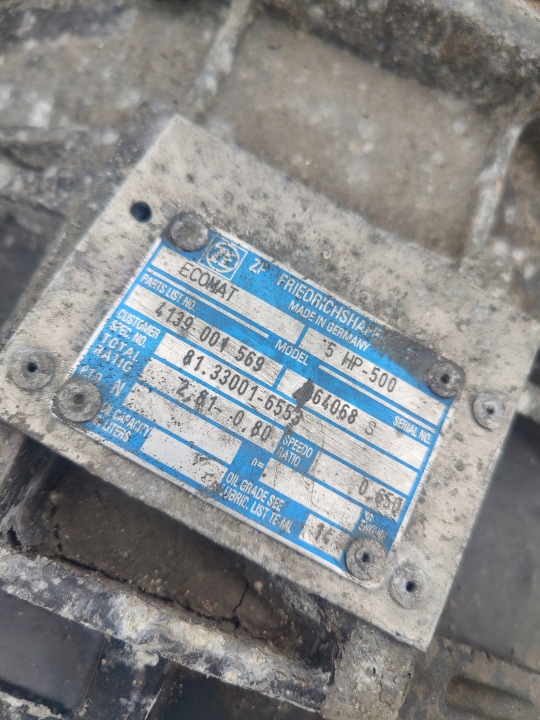 ZF FRIEDRICHSHAFEN
MADE IN GERMANY
ECOMAT
5 HP-500
PARTS LIST NO
MODEL
SERIAL NO.
4139 001 569
64068 S
CUSTOMER SPEC. NO.
81.33001-6553
TOTAL RATIO
2,81- 0,80
SPEEDO RATIO
0,650
N
n=
OIL CAPACITY
LITERS
OIL GRADE SEE
LUBRIC. LIST TE-ML
14